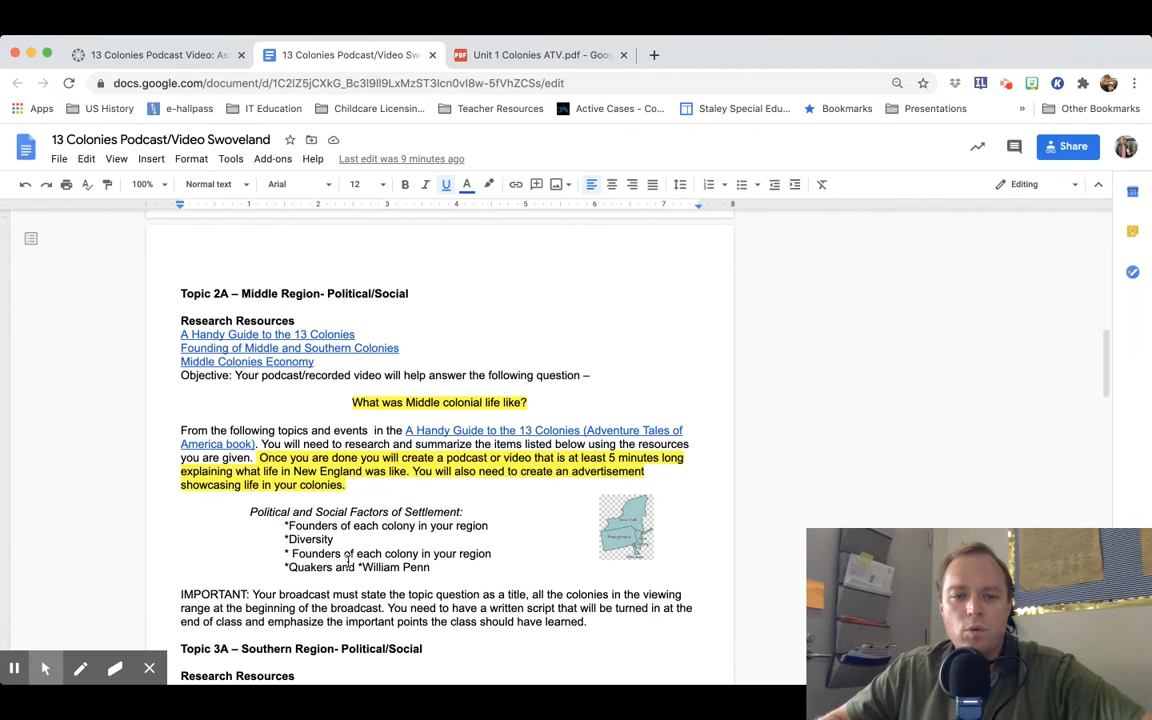 13 Colonies Podcast Video: As
13 Colonies Podcast/Video Sw
Unit 1 Colonies ATV.pdf - Goo
docs.google.com/document/d/1C2lZ5jCXkG_Bc3l9ll9LxMzST3lcn0vI8w-5fVhZCSs/edit
Apps
US History
e-hallpass
IT Education
Childcare Licensin...
Teacher Resources
Active Cases - Co...
Staley Special Edu...
Bookmarks
Presentations
»
Other Bookmarks
13 Colonies Podcast/Video Swoveland
File Edit View Insert Format Tools Add-ons Help Last edit was 9 minutes ago
Share
100% Normal text Arial 12 B I U A Editing
1 2 3 4 5 6 7 8
Topic 2A – Middle Region- Political/Social
Research Resources
A Handy Guide to the 13 Colonies
Founding of Middle and Southern Colonies
Middle Colonies Economy
Objective: Your podcast/recorded video will help answer the following question –
What was Middle colonial life like?
From the following topics and events in the A Handy Guide to the 13 Colonies (Adventure Tales of
America book). You will need to research and summarize the items listed below using the resources
you are given. Once you are done you will create a podcast or video that is at least 5 minutes long
explaining what life in New England was like. You will also need to create an advertisement
showcasing life in your colonies.
Political and Social Factors of Settlement:
*Founders of each colony in your region
*Diversity
* Founders of each colony in your region
*Quakers and *William Penn
New York
Pennsylvania
IMPORTANT: Your broadcast must state the topic question as a title, all the colonies in the viewing
range at the beginning of the broadcast. You need to have a written script that will be turned in at the
end of class and emphasize the important points the class should have learned.
Topic 3A – Southern Region- Political/Social
Research Resources